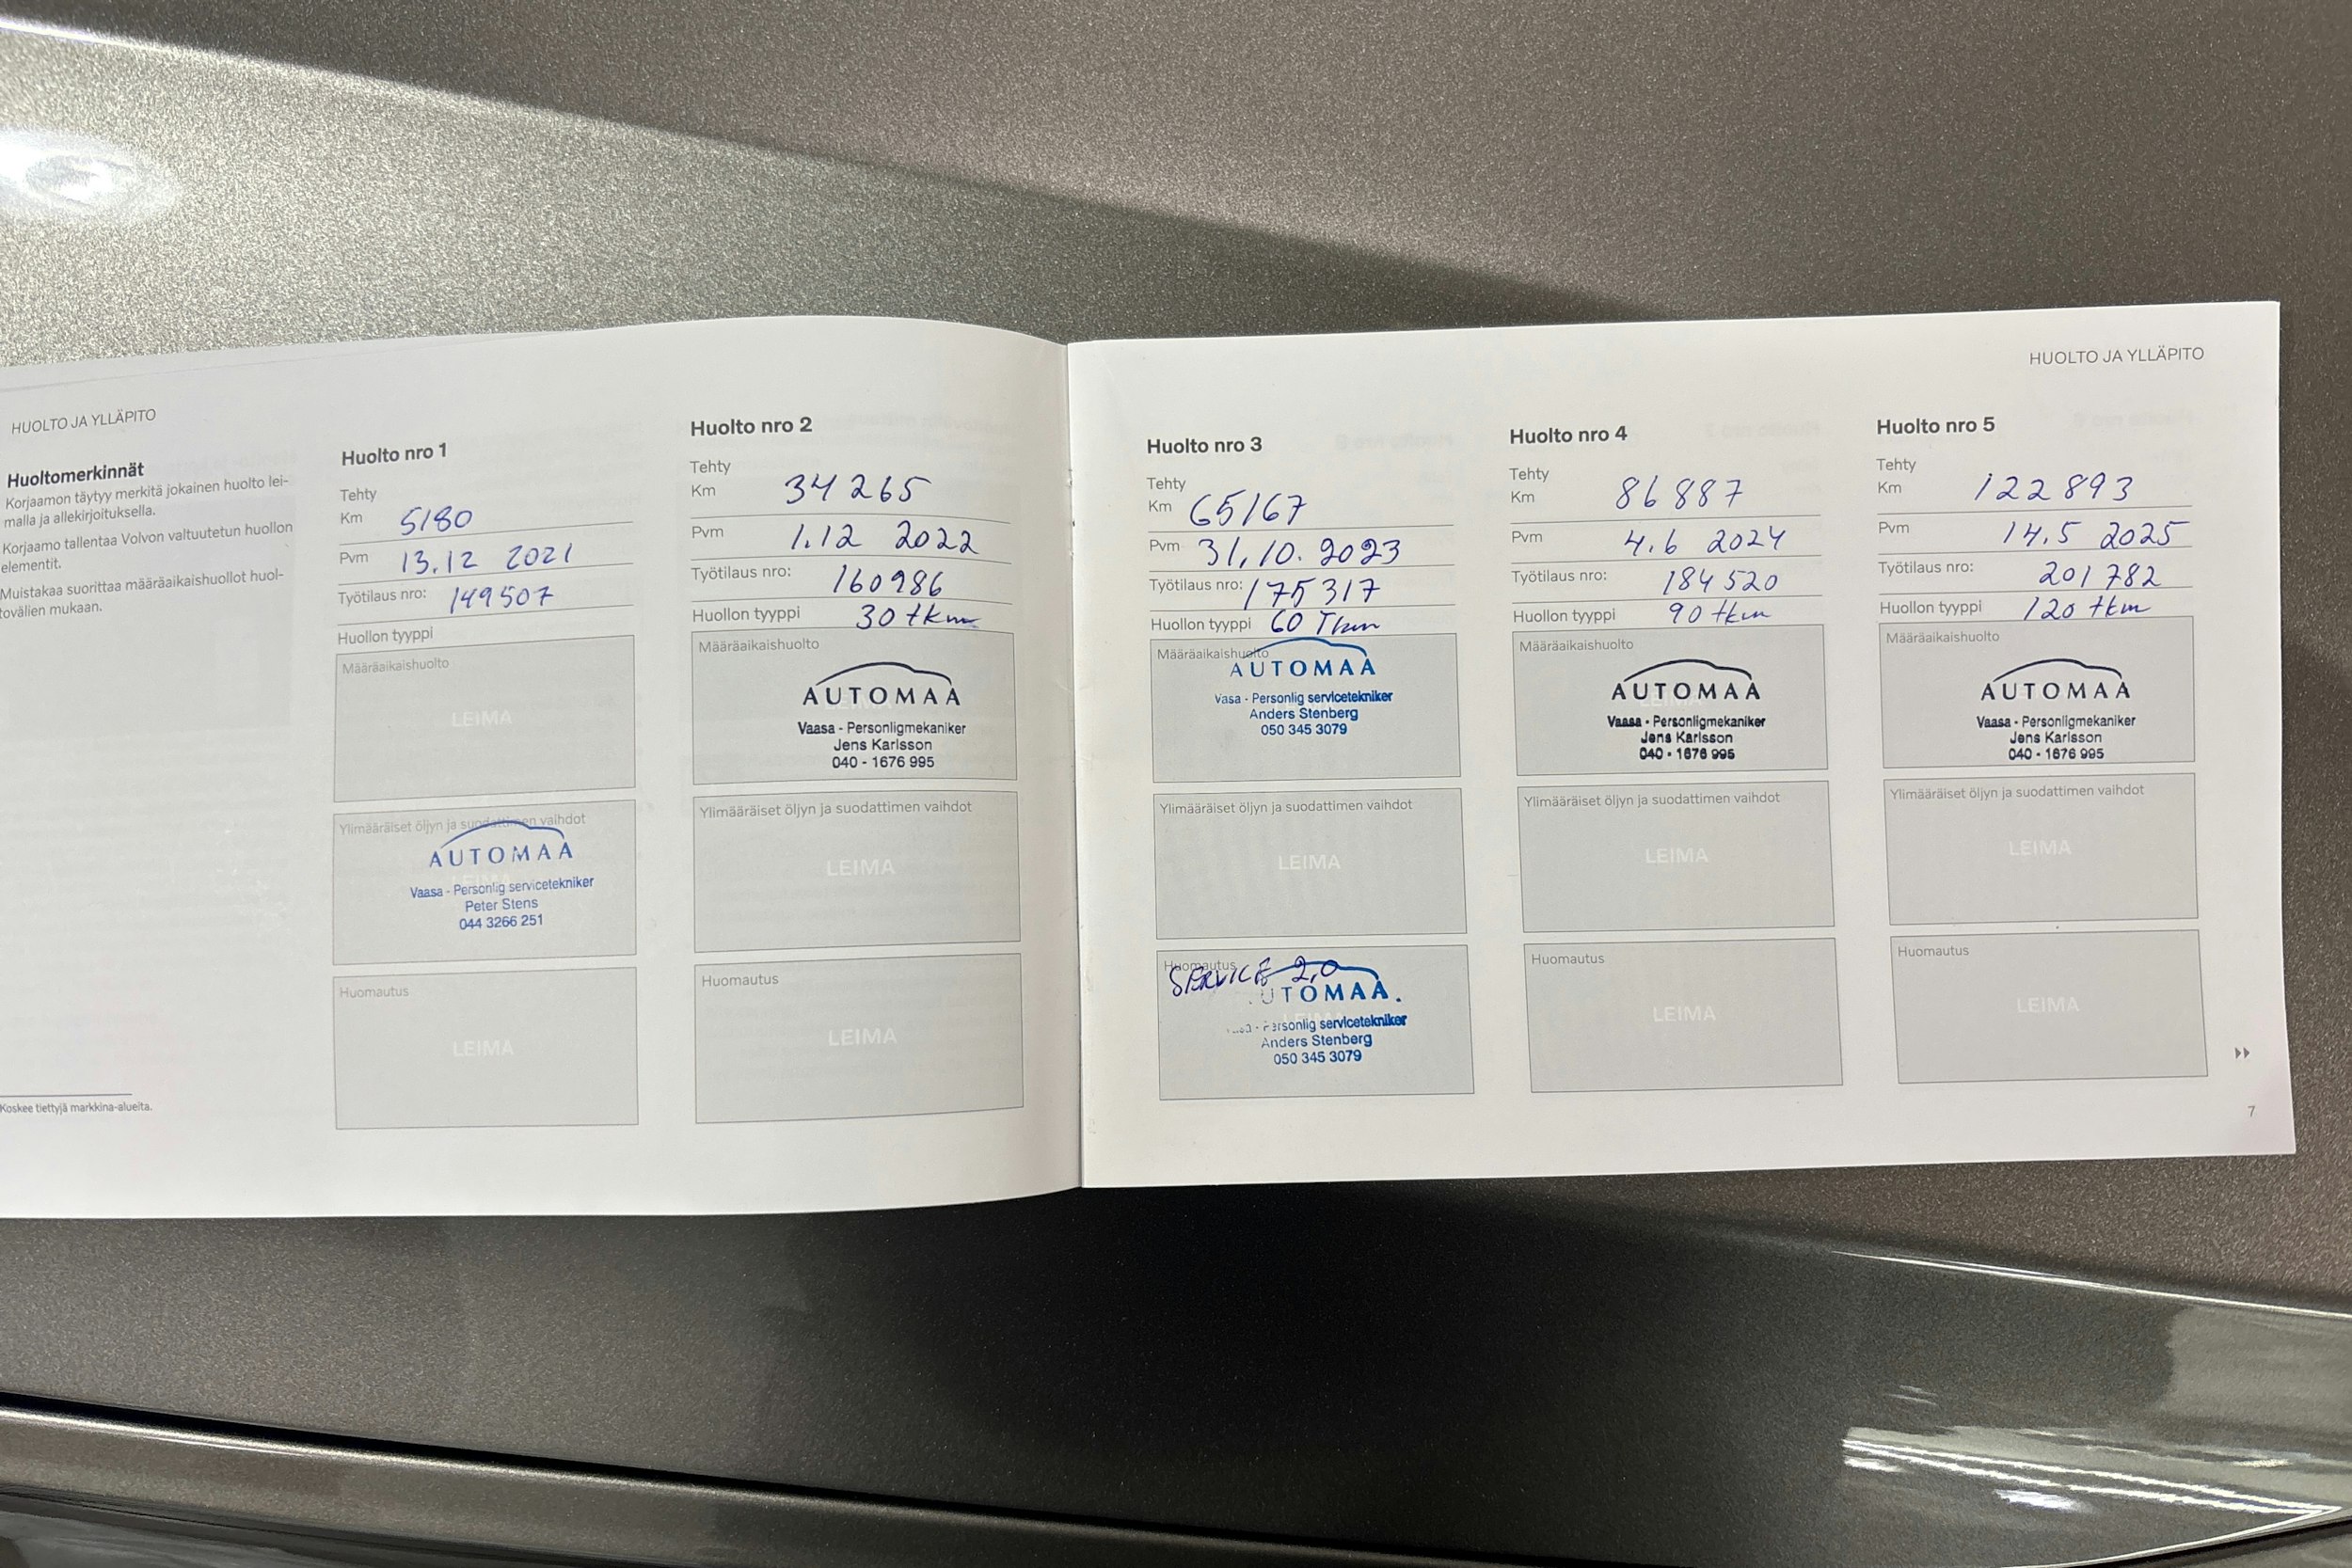 HUOLTO JA YLLÄPITO
Huoltomerkinnät
Korjaamon täytyy merkitä jokainen huolto lei-
malla ja allekirjoituksella.
Korjaamo tallentaa Volvon valtuutetun huollon
elementit.
Muistakaa suorittaa määräaikaishuollot huol-
tovälien mukaan.
Koskee tiettyjä markkina-alueita.
Huolto nro 1
Tehty
Km 5180
Pvm 13.12 2021
Työtilaus nro: 149507
Huollon tyyppi
Määräaikaishuolto
LEIMA
Ylimääräiset öljyn ja suodattimen vaihdot
AUTOMAA
Vaasa - Personlig servicetekniker
Peter Stens
044 3266 251
Huomautus
LEIMA
Huolto nro 2
Tehty
Km 34265
Pvm 1.12 2022
Työtilaus nro: 160986
Huollon tyyppi 30 tkm
Määräaikaishuolto
AUTOMAA
Vaasa - Personligmekaniker
Jens Karlsson
040 - 1676 995
Ylimääräiset öljyn ja suodattimen vaihdot
LEIMA
Huomautus
LEIMA
HUOLTO JA YLLÄPITO
Huolto nro 3
Tehty
Km 65167
Pvm 31.10.2023
Työtilaus nro: 175317
Huollon tyyppi 60 Tkm
Määräaikaishuolto
AUTOMAA
Vasa - Personlig servicetekniker
Anders Stenberg
050 345 3079
Ylimääräiset öljyn ja suodattimen vaihdot
LEIMA
Huomautus
SERVICE 2,0
UTOMAA.
Personlig servicetekniker
Anders Stenberg
050 345 3079
Huolto nro 4
Tehty
Km 86887
Pvm 4.6 2024
Työtilaus nro: 184520
Huollon tyyppi 90 tkm
Määräaikaishuolto
AUTOMAA
Vaasa - Personligmekaniker
Jens Karlsson
040 - 1676 995
Ylimääräiset öljyn ja suodattimen vaihdot
LEIMA
Huomautus
LEIMA
Huolto nro 5
Tehty
Km 122893
Pvm 14.5 2025
Työtilaus nro: 201782
Huollon tyyppi 120 tkm
Määräaikaishuolto
AUTOMAA
Vaasa - Personligmekaniker
Jens Karlsson
040 - 1676 995
Ylimääräiset öljyn ja suodattimen vaihdot
LEIMA
Huomautus
LEIMA
7